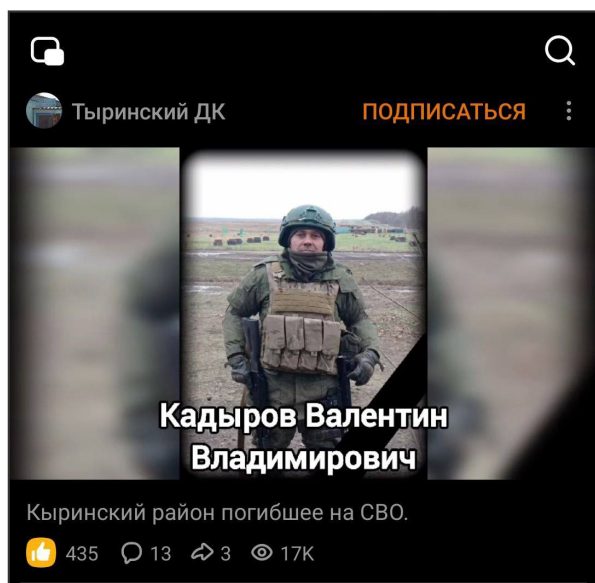 Тыринский ДК
ПОДПИСАТЬСЯ
Кадыров Валентин
Владимирович
Кыринский район погибшее на СВО.
435 13 3 17K